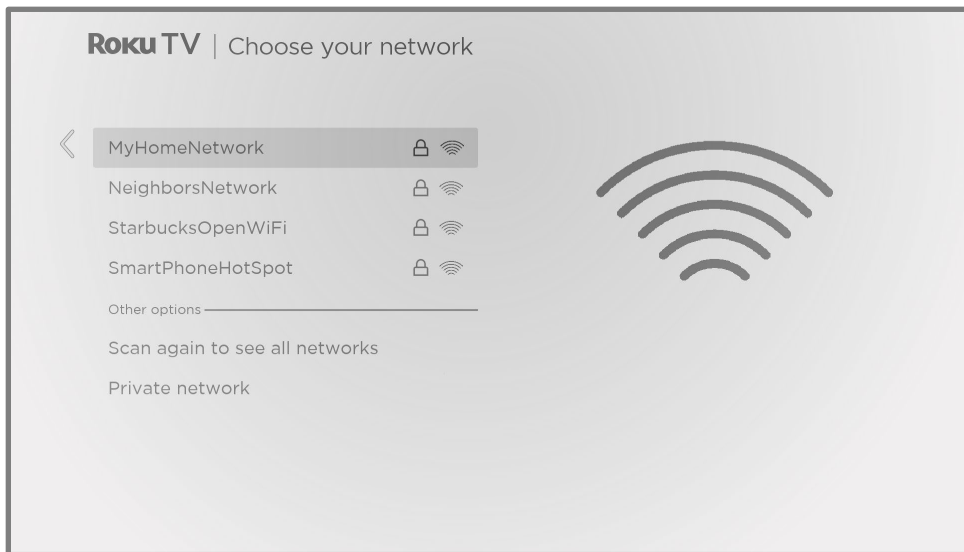 Roku TV | Choose your network
MyHomeNetwork
NeighborsNetwork
StarbucksOpenWiFi
SmartPhoneHotSpot
Other options
Scan again to see all networks
Private network